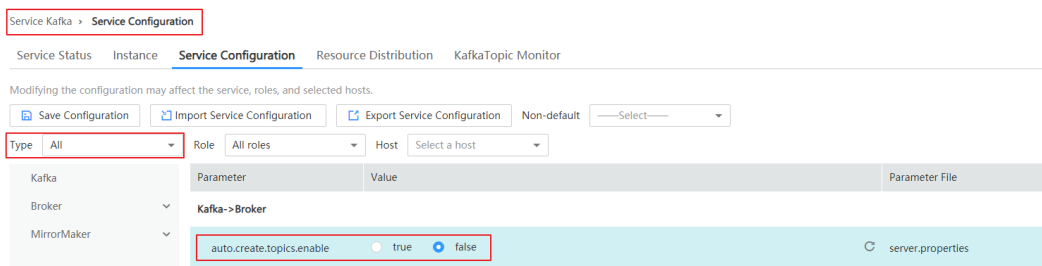 Service Kafka › Service Configuration
Service Status Instance Service Configuration Resource Distribution KafkaTopic Monitor
Modifying the configuration may affect the service, roles, and selected hosts.
Save Configuration Import Service Configuration Export Service Configuration Non-default ——Select——
Type All Role All roles Host Select a host
Kafka Parameter Value Parameter File
Broker Kafka->Broker
MirrorMaker auto.create.topics.enable true false server.properties